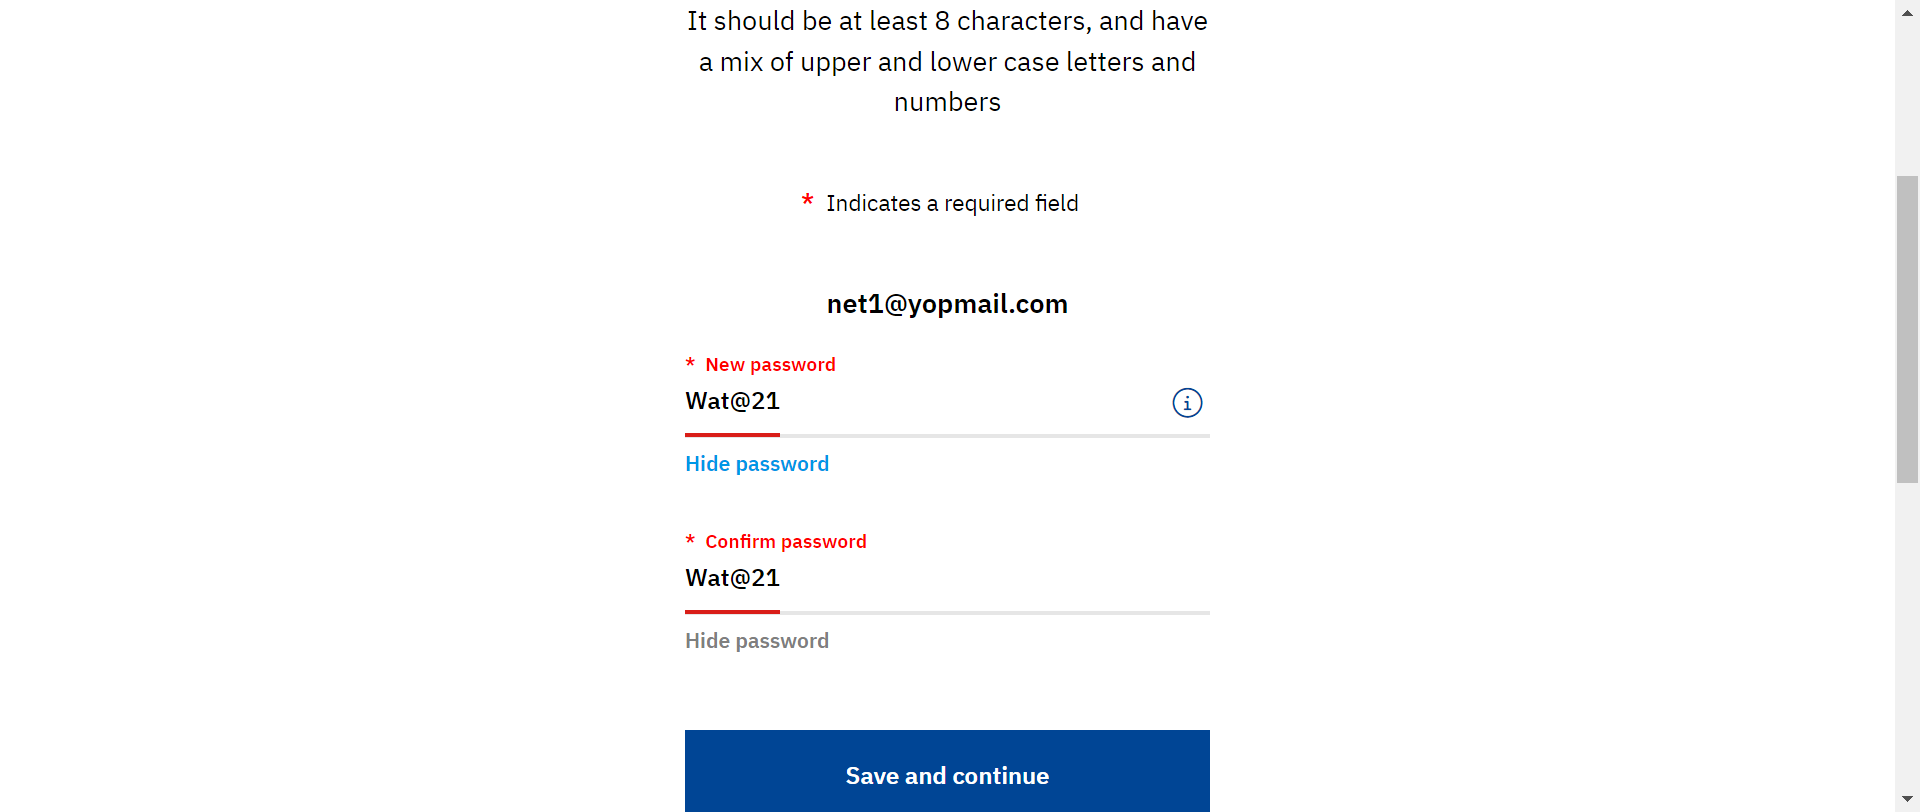 It should be at least 8 characters, and have
a mix of upper and lower case letters and
numbers
* Indicates a required field
net1@yopmail.com
* New password
Wat@21
i
Hide password
* Confirm password
Wat@21
Hide password
Save and continue